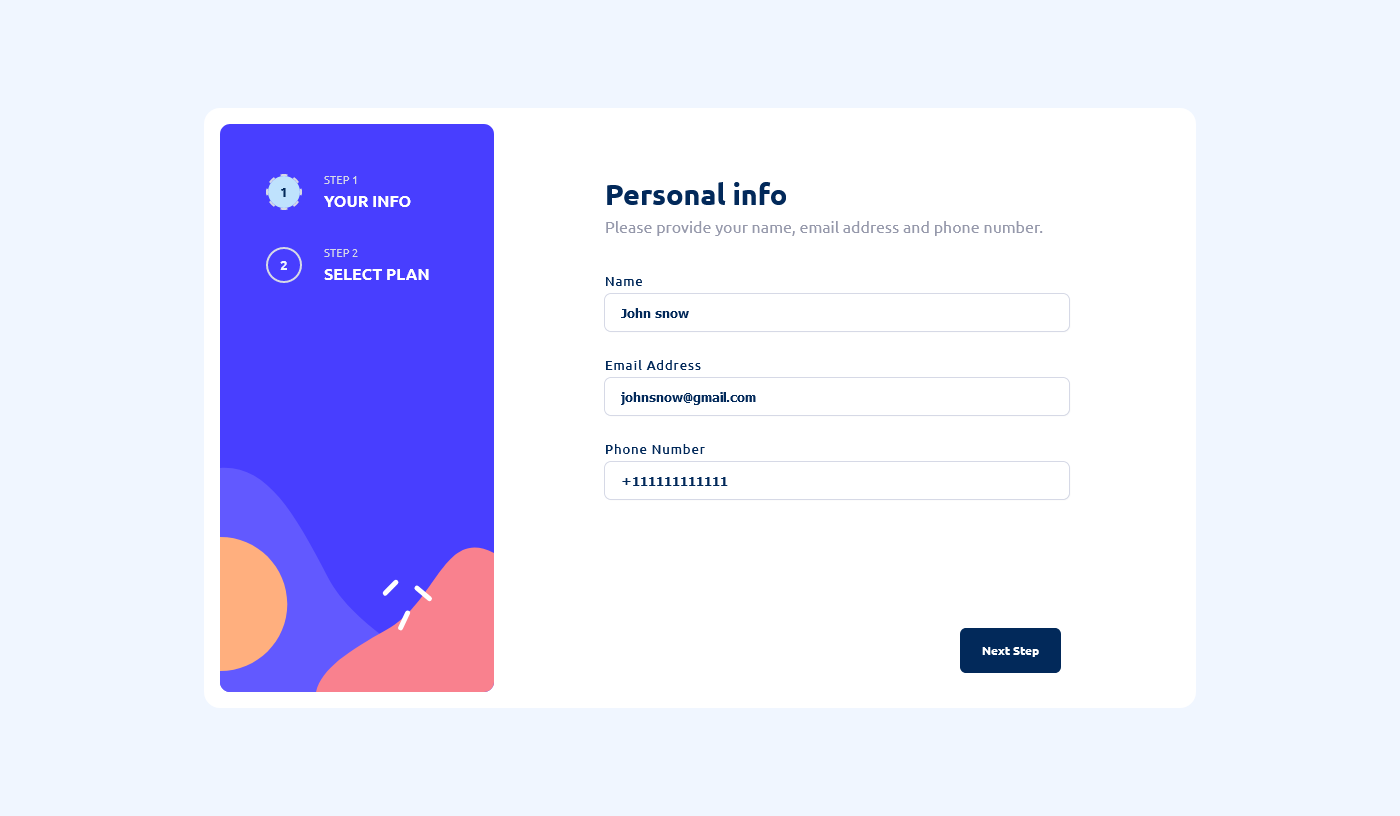 1
STEP 1
YOUR INFO
2
STEP 2
SELECT PLAN
Personal info
Please provide your name, email address and phone number.
Name
John snow
Email Address
johnsnow@gmail.com
Phone Number
+111111111111
Next Step